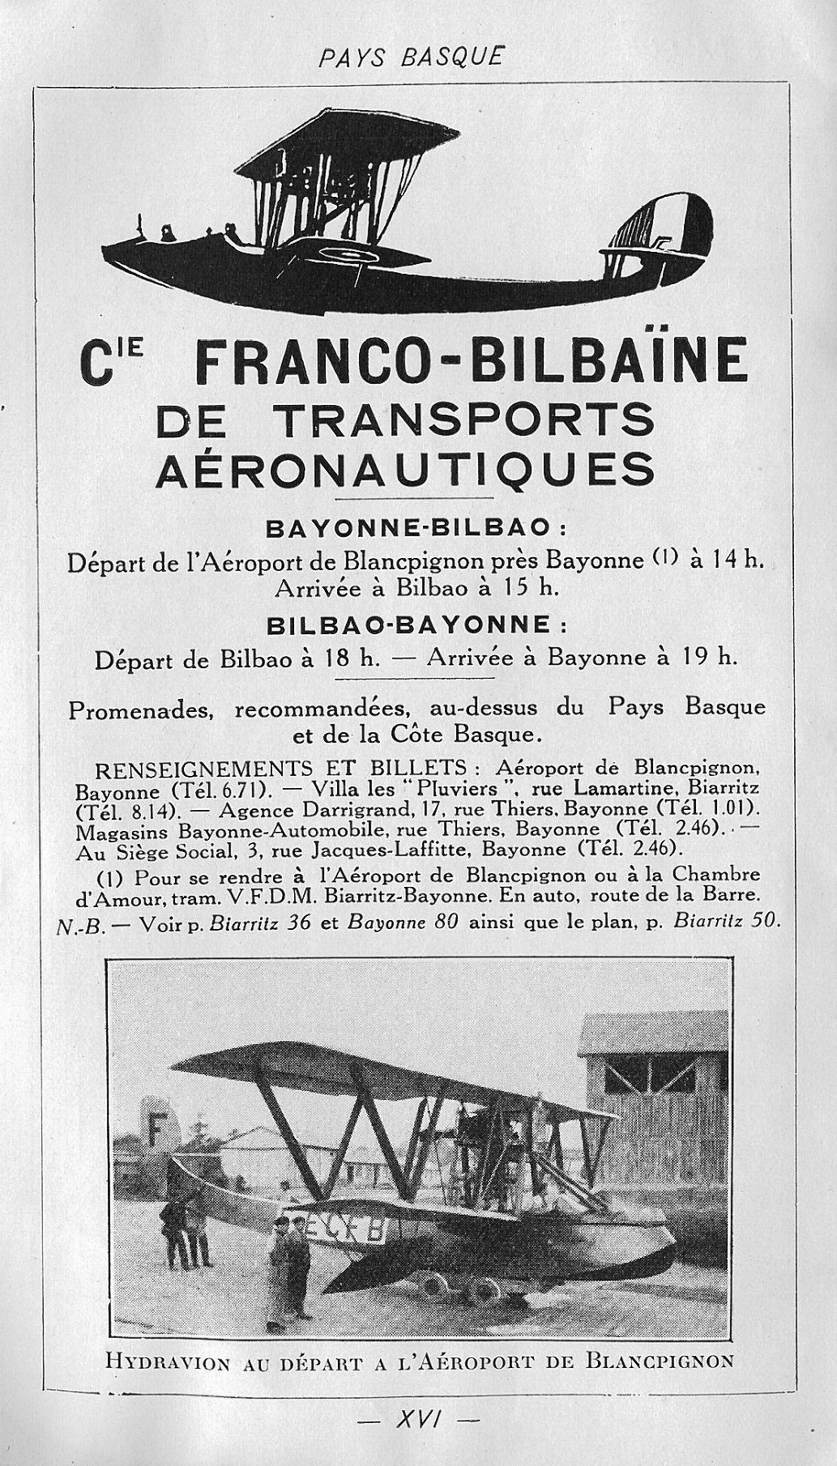 PAYS BASQUE
CIE FRANCO-BILBAÏNE
DE TRANSPORTS
AÉRONAUTIQUES
BAYONNE-BILBAO :
Départ de l'Aéroport de Blancpignon près Bayonne (1) à 14 h.
Arrivée à Bilbao à 15 h.
BILBAO-BAYONNE :
Départ de Bilbao à 18 h. — Arrivée à Bayonne à 19 h.
Promenades, recommandées, au-dessus du Pays Basque
et de la Côte Basque.
RENSEIGNEMENTS ET BILLETS : Aéroport de Blancpignon,
Bayonne (Tél. 6.71). — Villa les "Pluviers", rue Lamartine, Biarritz
(Tél. 8.14). — Agence Darrigrand, 17, rue Thiers. Bayonne (Tél. 1.01).
Magasins Bayonne-Automobile, rue Thiers, Bayonne (Tél. 2.46). —
Au Siège Social, 3, rue Jacques-Laffitte, Bayonne (Tél. 2.46).
(1) Pour se rendre à l'Aéroport de Blancpignon ou à la Chambre
d'Amour, tram. V.F.D.M. Biarritz-Bayonne. En auto, route de la Barre.
N.-B. — Voir p. Biarritz 36 et Bayonne 80 ainsi que le plan, p. Biarritz 50.
F
ECFB
HYDRAVION AU DÉPART A L'AÉROPORT DE BLANCPIGNON
— XVI —